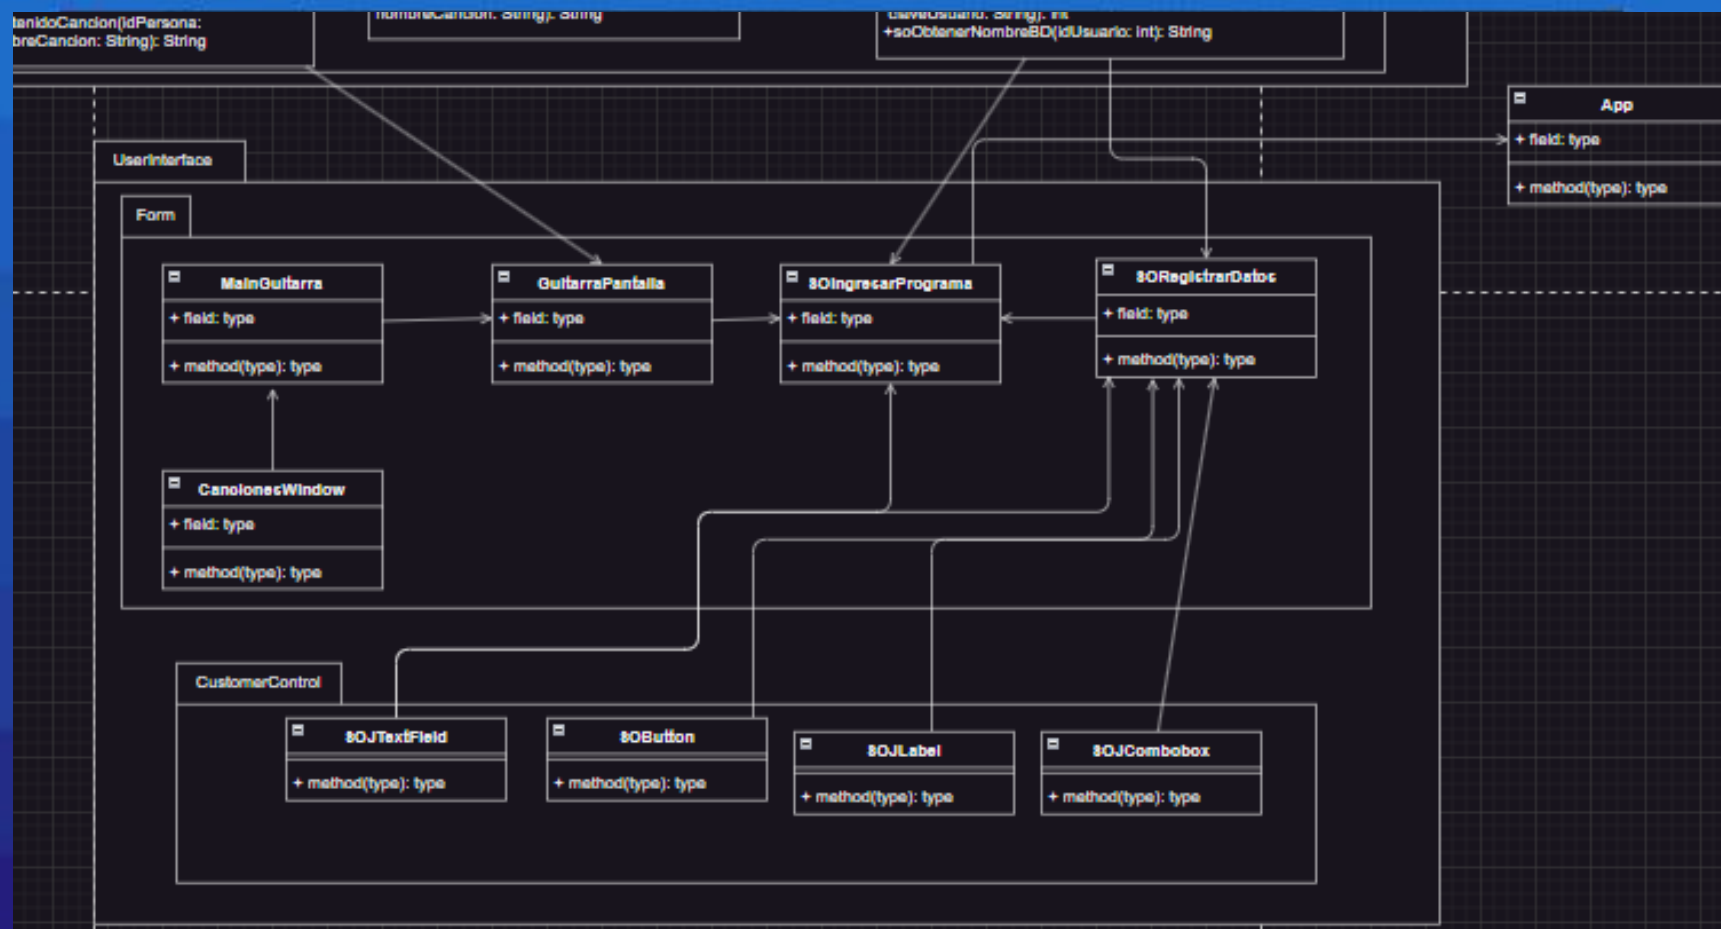 tenidoCancion(idPersona:
breCancion: String): String
nombreCancion: String): String
claveUsuario: String): int
+soObtenerNombreBD(idUsuario: int): String
App
+ field: type
+ method(type): type
UserInterface
Form
MainGuitarra
+ field: type
+ method(type): type
GuitarraPantalla
+ field: type
+ method(type): type
SOIngresarPrograma
+ field: type
+ method(type): type
SORegistrarDatos
+ field: type
+ method(type): type
CancionesWindow
+ field: type
+ method(type): type
CustomerControl
SOJTextField
+ method(type): type
SOButton
+ method(type): type
SOJLabel
+ method(type): type
SOJCombobox
+ method(type): type